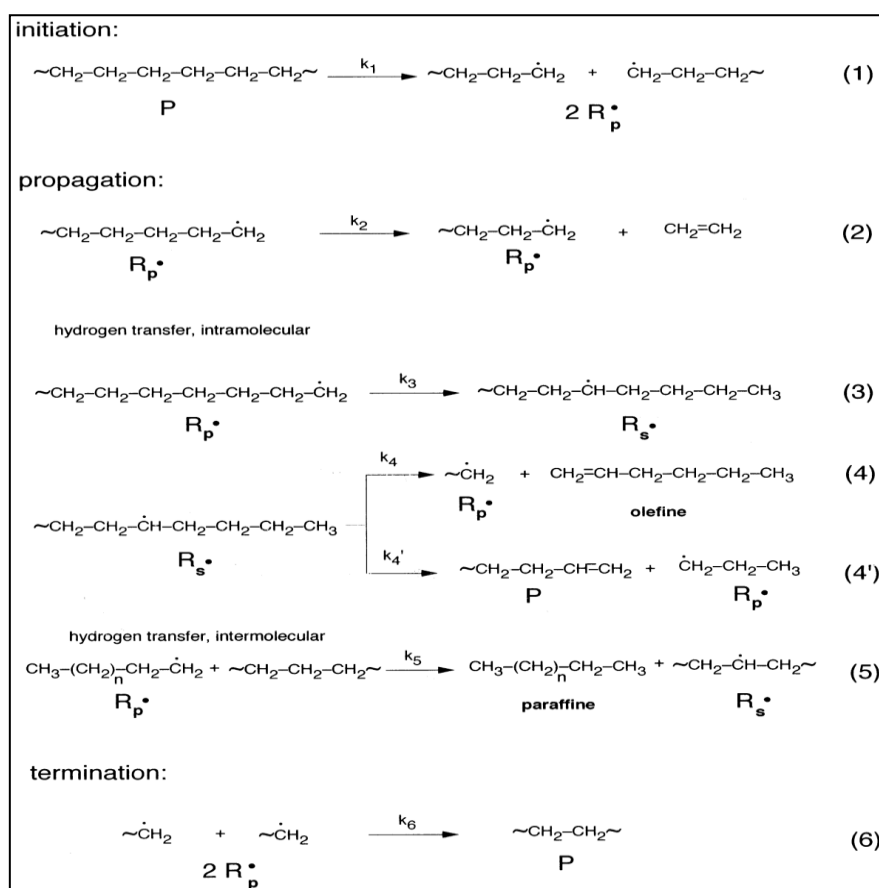 initiation:
k₁
~CH₂–CH₂–CH₂–CH₂–CH₂–CH₂~ ~CH₂–CH₂–ĊH₂ + ĊH₂–CH₂–CH₂~ (1)
P 2 Rₚ•
propagation:
k₂
~CH₂–CH₂–CH₂–CH₂–ĊH₂ ~CH₂–CH₂–ĊH₂ + CH₂=CH₂ (2)
Rₚ• Rₚ•
hydrogen transfer, intramolecular
k₃
~CH₂–CH₂–CH₂–CH₂–CH₂–CH₂–ĊH₂ ~CH₂–CH₂–ĊH–CH₂–CH₂–CH₂–CH₃ (3)
Rₚ• Rₛ•
k₄
~ĊH₂ + CH₂=CH–CH₂–CH₂–CH₂–CH₃ (4)
Rₚ• olefine
~CH₂–CH₂–ĊH–CH₂–CH₂–CH₂–CH₃
Rₛ•
k₄'
~CH₂–CH₂–CH=CH₂ + ĊH₂–CH₂–CH₃ (4')
P Rₚ•
hydrogen transfer, intermolecular
k₅
CH₃–(CH₂)ₙ–CH₂–ĊH₂ + ~CH₂–CH₂–CH₂~ CH₃–(CH₂)ₙ–CH₂–CH₃ + ~CH₂–ĊH–CH₂~ (5)
Rₚ• paraffine Rₛ•
termination:
k₆
~ĊH₂ + ~ĊH₂ ~CH₂–CH₂~ (6)
2 Rₚ• P